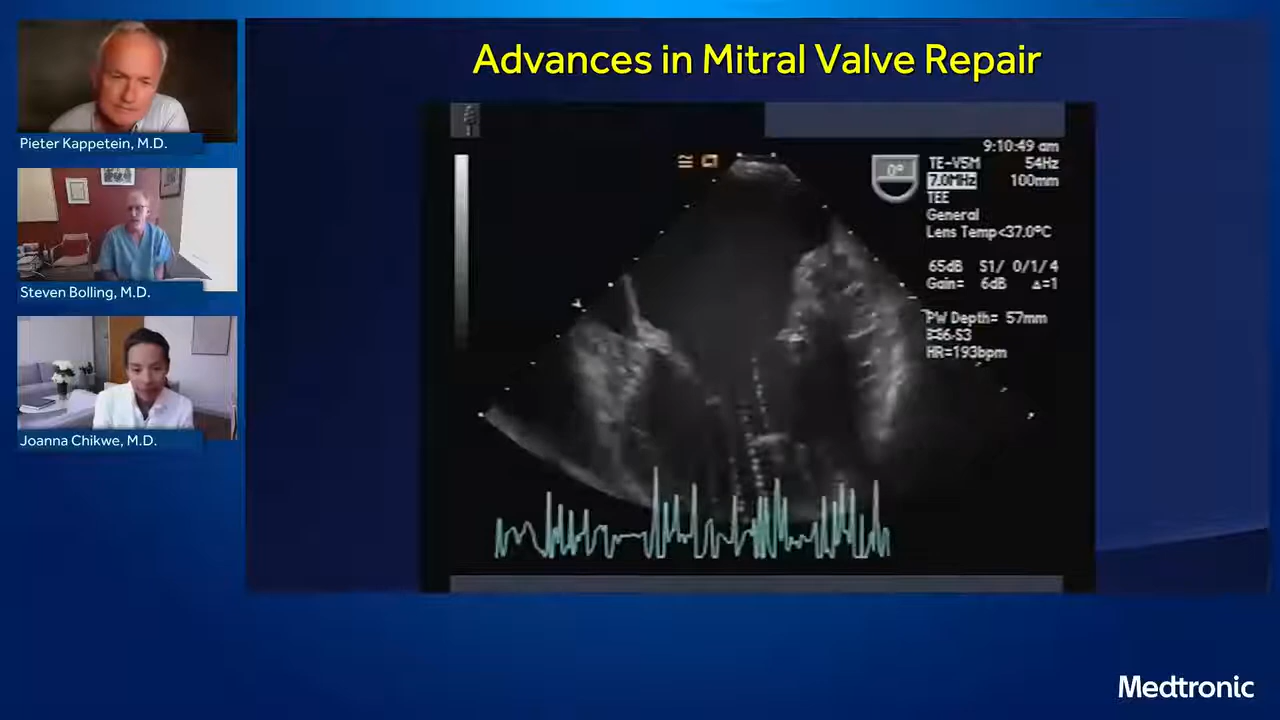 Advances in Mitral Valve Repair
Pieter Kappetein, M.D.
Steven Bolling, M.D.
Joanna Chikwe, M.D.
9:10:49 am
TE-V5M 54Hz
7.0MHz 100mm
TEE
General
Lens Temp<37.0°C
0°
65dB S1/ 0/1/4
Gain= 6dB ∆=1
PW Depth= 57mm
HR=193bpm
Medtronic